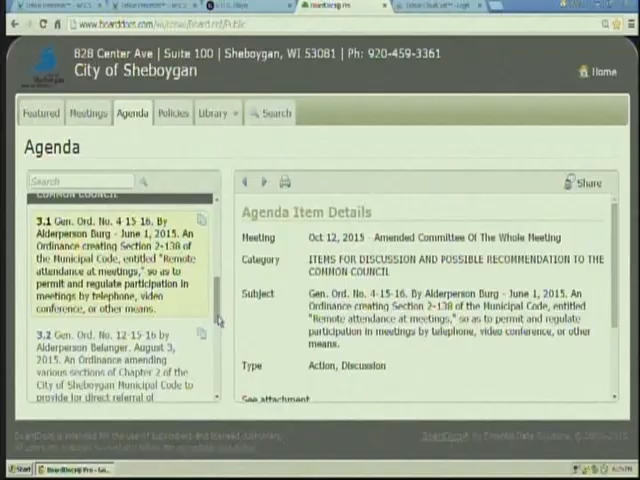 www.boarddocs.com
828 Center Ave | Suite 100 | Sheboygan, WI 53081 | Ph: 920-459-3361
City of Sheboygan
Home
Featured Meetings Agenda Policies Library Search
Agenda
Search
Share
COMMON COUNCIL
3.1 Gen. Ord. No. 4-15-16. By
Alderperson Burg - June 1, 2015. An
Ordinance creating Section 2-138 of
the Municipal Code, entitled "Remote
attendance at meetings," so as to
permit and regulate participation in
meetings by telephone, video
conference, or other means.
3.2 Gen. Ord. No. 12-15-16 by
Alderperson Belanger. August 3,
2015. An Ordinance amending
various sections of Chapter 2 of the
City of Sheboygan Municipal Code to
provide for direct referral of
Agenda Item Details
Meeting Oct 12, 2015 - Amended Committee Of The Whole Meeting
Category ITEMS FOR DISCUSSION AND POSSIBLE RECOMMENDATION TO THE
COMMON COUNCIL
Subject Gen. Ord. No. 4-15-16. By Alderperson Burg - June 1, 2015. An
Ordinance creating Section 2-138 of the Municipal Code, entitled
"Remote attendance at meetings," so as to permit and regulate
participation in meetings by telephone, video conference, or other
means.
Type Action, Discussion
See attachment
Start BoardDocs® Pro